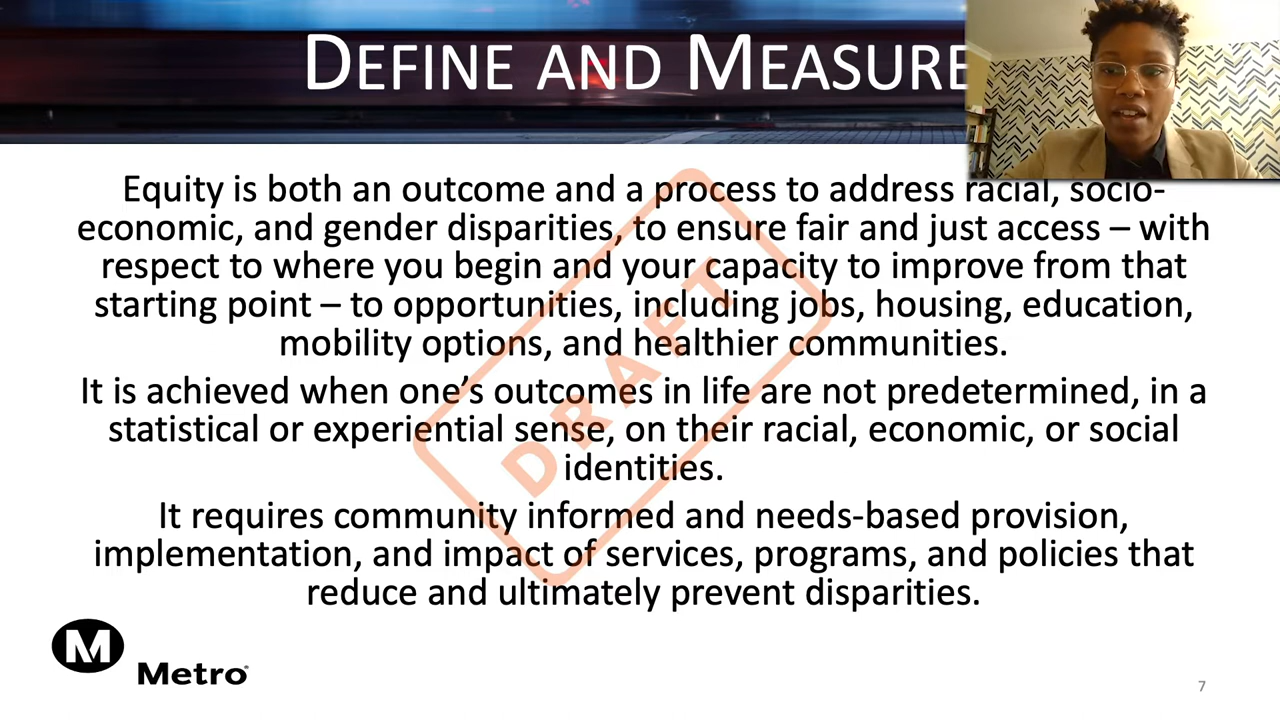 DEFINE AND MEASURE
Equity is both an outcome and a process to address racial, socio-
economic, and gender disparities, to ensure fair and just access – with
respect to where you begin and your capacity to improve from that
starting point – to opportunities, including jobs, housing, education,
mobility options, and healthier communities.
It is achieved when one’s outcomes in life are not predetermined, in a
statistical or experiential sense, on their racial, economic, or social
identities.
It requires community informed and needs-based provision,
implementation, and impact of services, programs, and policies that
reduce and ultimately prevent disparities.
DRAFT
M
Metro
7